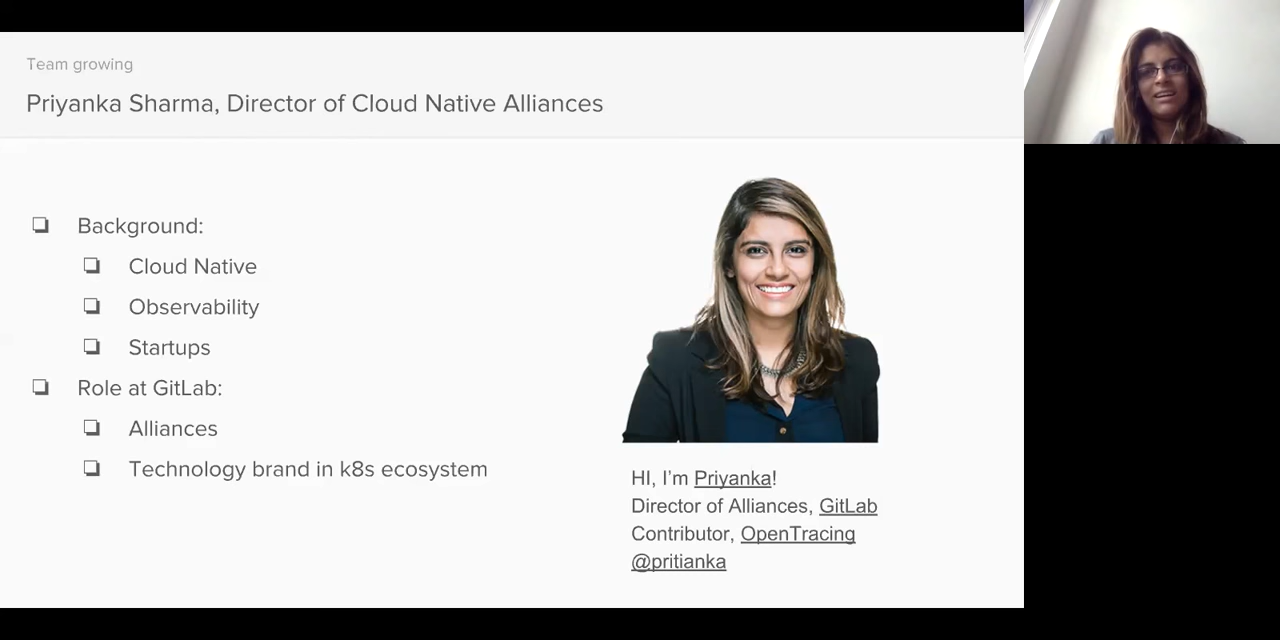 Team growing
Priyanka Sharma, Director of Cloud Native Alliances
Background:
Cloud Native
Observability
Startups
Role at GitLab:
Alliances
Technology brand in k8s ecosystem
HI, I’m Priyanka!
Director of Alliances, GitLab
Contributor, OpenTracing
@pritianka